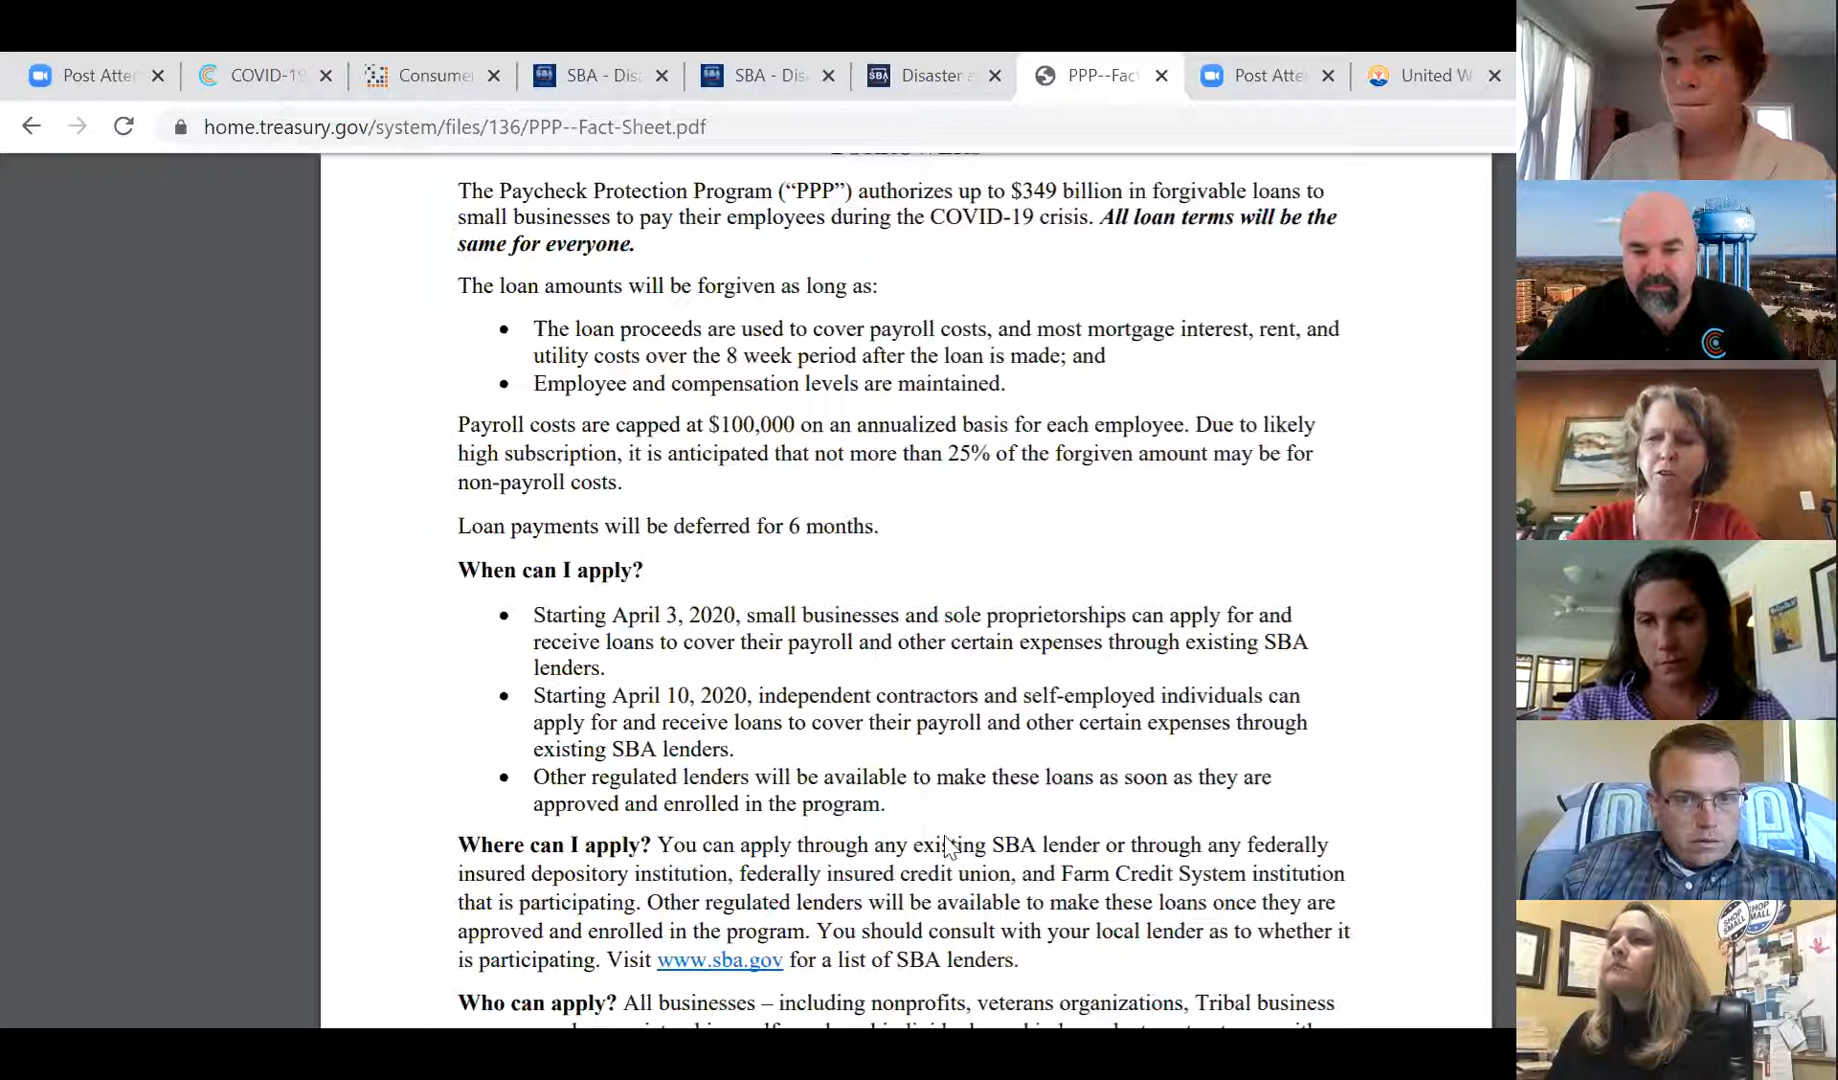 Post Atte
COVID-19
Consume
SBA - Dis
SBA - Dis
Disaster
PPP--Fac
Post Atte
United W
home.treasury.gov/system/files/136/PPP--Fact-Sheet.pdf
The Paycheck Protection Program (“PPP”) authorizes up to $349 billion in forgivable loans to
small businesses to pay their employees during the COVID-19 crisis. All loan terms will be the
same for everyone.
The loan amounts will be forgiven as long as:
• The loan proceeds are used to cover payroll costs, and most mortgage interest, rent, and
utility costs over the 8 week period after the loan is made; and
• Employee and compensation levels are maintained.
Payroll costs are capped at $100,000 on an annualized basis for each employee. Due to likely
high subscription, it is anticipated that not more than 25% of the forgiven amount may be for
non-payroll costs.
Loan payments will be deferred for 6 months.
When can I apply?
• Starting April 3, 2020, small businesses and sole proprietorships can apply for and
receive loans to cover their payroll and other certain expenses through existing SBA
lenders.
• Starting April 10, 2020, independent contractors and self-employed individuals can
apply for and receive loans to cover their payroll and other certain expenses through
existing SBA lenders.
• Other regulated lenders will be available to make these loans as soon as they are
approved and enrolled in the program.
Where can I apply? You can apply through any existing SBA lender or through any federally
insured depository institution, federally insured credit union, and Farm Credit System institution
that is participating. Other regulated lenders will be available to make these loans once they are
approved and enrolled in the program. You should consult with your local lender as to whether it
is participating. Visit www.sba.gov for a list of SBA lenders.
Who can apply? All businesses – including nonprofits, veterans organizations, Tribal business
SHOP
SMALL
SHOP
MALL